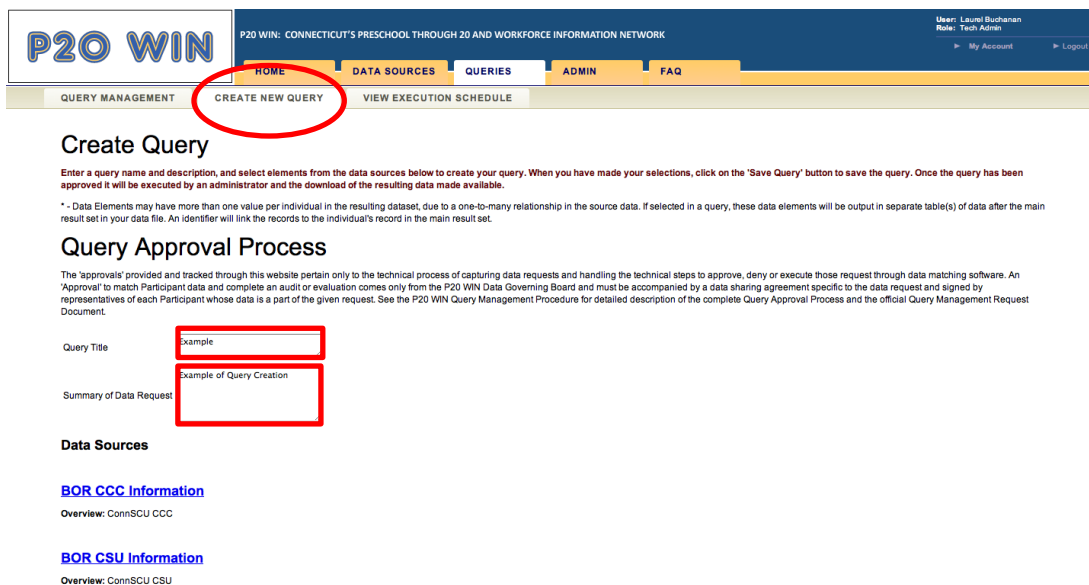 P20 WIN
P20 WIN: CONNECTICUT'S PRESCHOOL THROUGH 20 AND WORKFORCE INFORMATION NETWORK
User: Laurel Buchanan
Role: Tech Admin
► My Account ► Logout
HOME DATA SOURCES QUERIES ADMIN FAQ
QUERY MANAGEMENT CREATE NEW QUERY VIEW EXECUTION SCHEDULE
Create Query
Enter a query name and description, and select elements from the data sources below to create your query. When you have made your selections, click on the 'Save Query' button to save the query. Once the query has been
approved it will be executed by an administrator and the download of the resulting data made available.
* - Data Elements may have more than one value per individual in the resulting dataset, due to a one-to-many relationship in the source data. If selected in a query, these data elements will be output in separate table(s) of data after the main
result set in your data file. An identifier will link the records to the individual's record in the main result set.
Query Approval Process
The 'approvals' provided and tracked through this website pertain only to the technical process of capturing data requests and handling the technical steps to approve, deny or execute those request through data matching software. An
'Approval' to match Participant data and complete an audit or evaluation comes only from the P20 WIN Data Governing Board and must be accompanied by a data sharing agreement specific to the data request and signed by
representatives of each Participant whose data is a part of the given request. See the P20 WIN Query Management Procedure for detailed description of the complete Query Approval Process and the official Query Management Request
Document.
Query Title Example
Example of Query Creation
Summary of Data Request
Data Sources
BOR CCC Information
Overview: ConnSCU CCC
BOR CSU Information
Overview: ConnSCU CSU